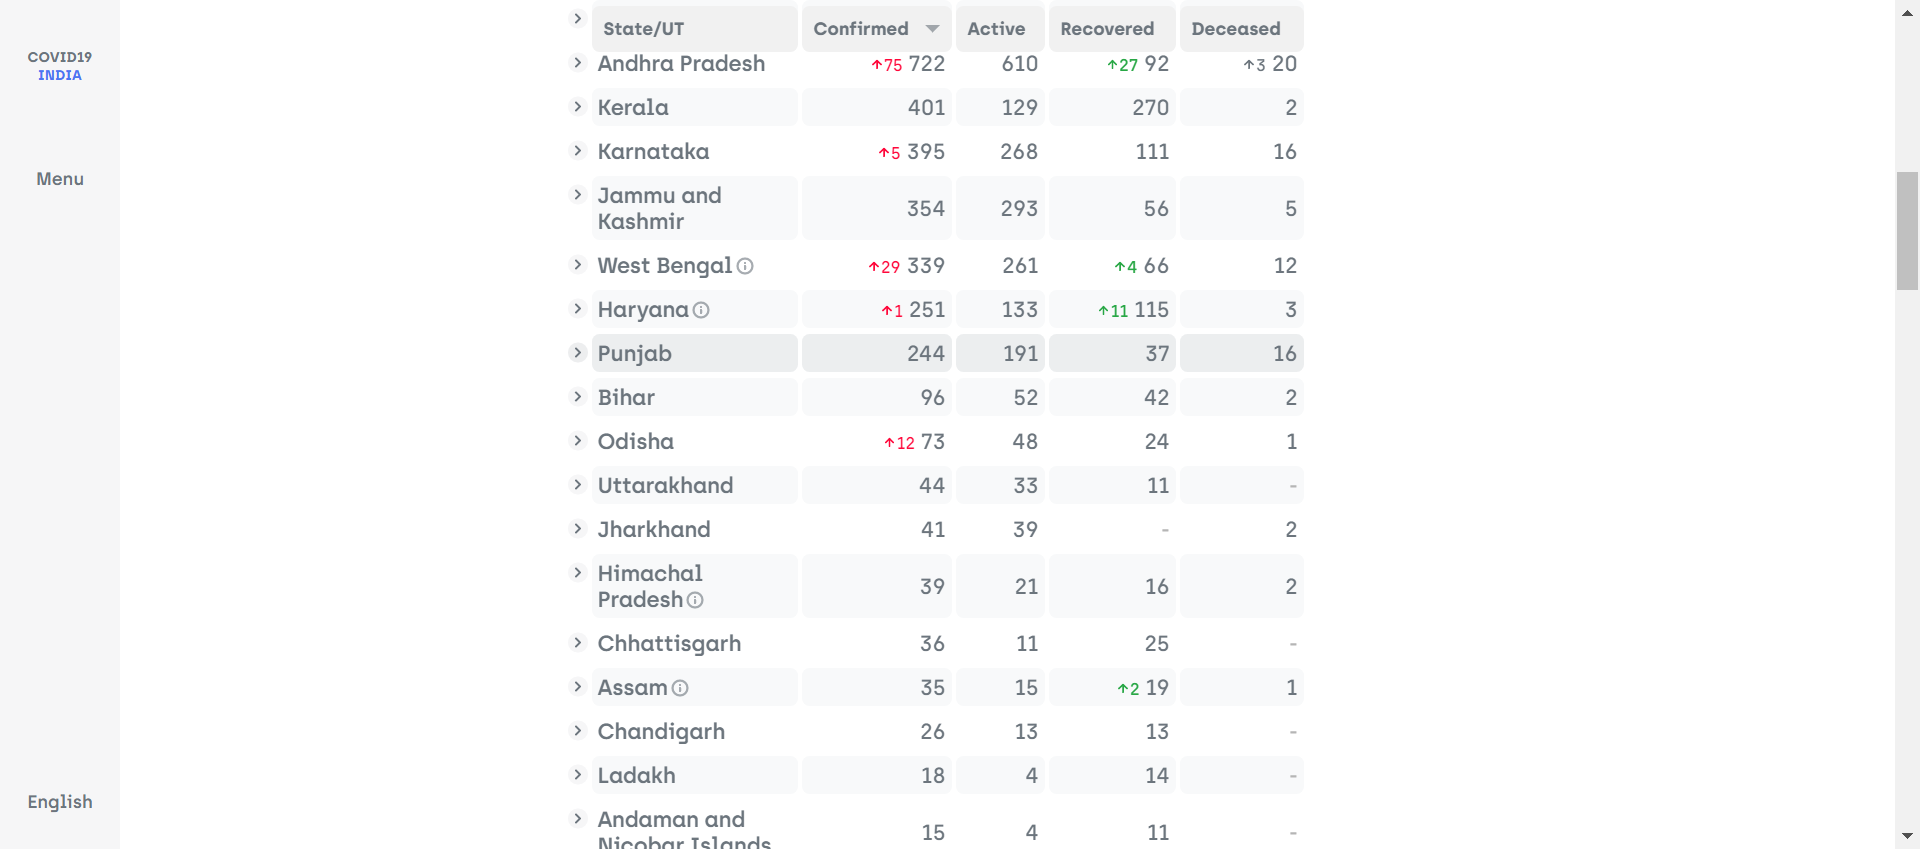 COVID19
INDIA
Menu
English
State/UT Confirmed Active Recovered Deceased
Andhra Pradesh ↑75 722 610 ↑27 92 ↑3 20
Kerala 401 129 270 2
Karnataka ↑5 395 268 111 16
Jammu and
Kashmir 354 293 56 5
West Bengal ↑29 339 261 ↑4 66 12
Haryana ↑1 251 133 ↑11 115 3
Punjab 244 191 37 16
Bihar 96 52 42 2
Odisha ↑12 73 48 24 1
Uttarakhand 44 33 11 -
Jharkhand 41 39 - 2
Himachal
Pradesh 39 21 16 2
Chhattisgarh 36 11 25 -
Assam 35 15 ↑2 19 1
Chandigarh 26 13 13 -
Ladakh 18 4 14 -
Andaman and
Nicobar Islands 15 4 11 -